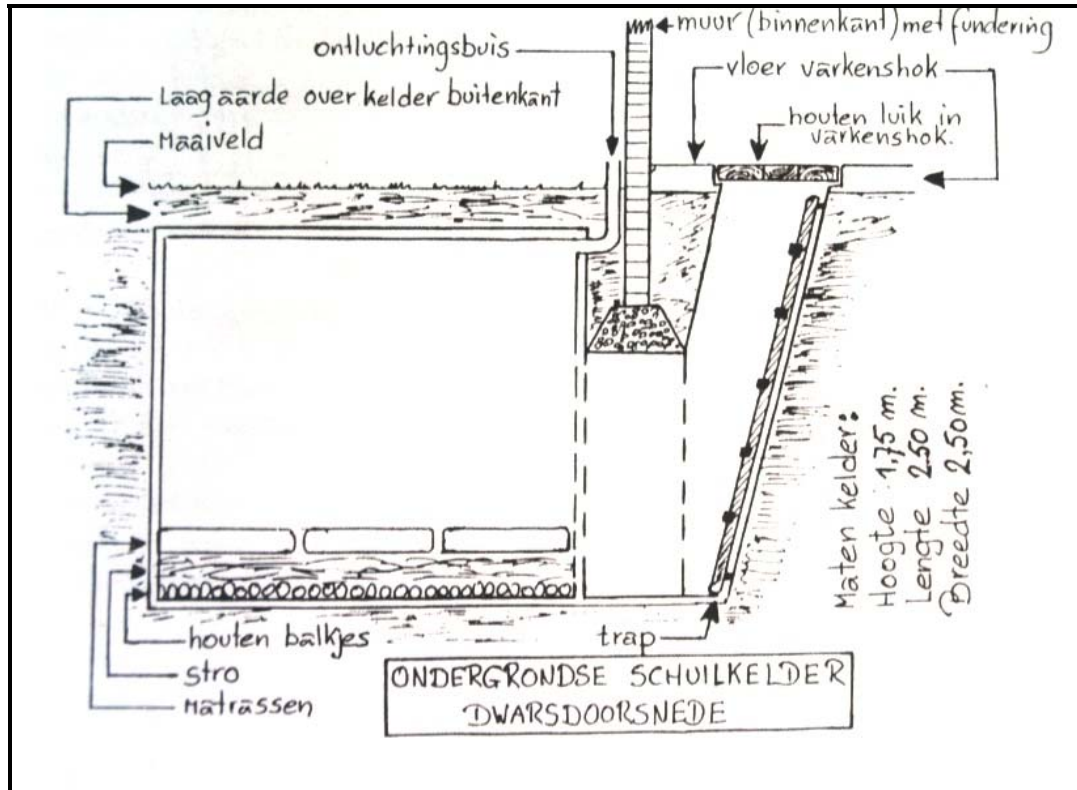 muur (binnenkant) met fundering
ontluchtingsbuis
vloer varkenshok
Laag aarde over kelder buitenkant
houten luik in
varkenshok.
Maaiveld
Maten kelder:
Hoogte 1,75 m.
Lengte 2.50 m.
Breedte 2,50 m.
houten balkjes
trap
stro
Matrassen
ONDERGRONDSE SCHUILKELDER
DWARSDOORSNEDE